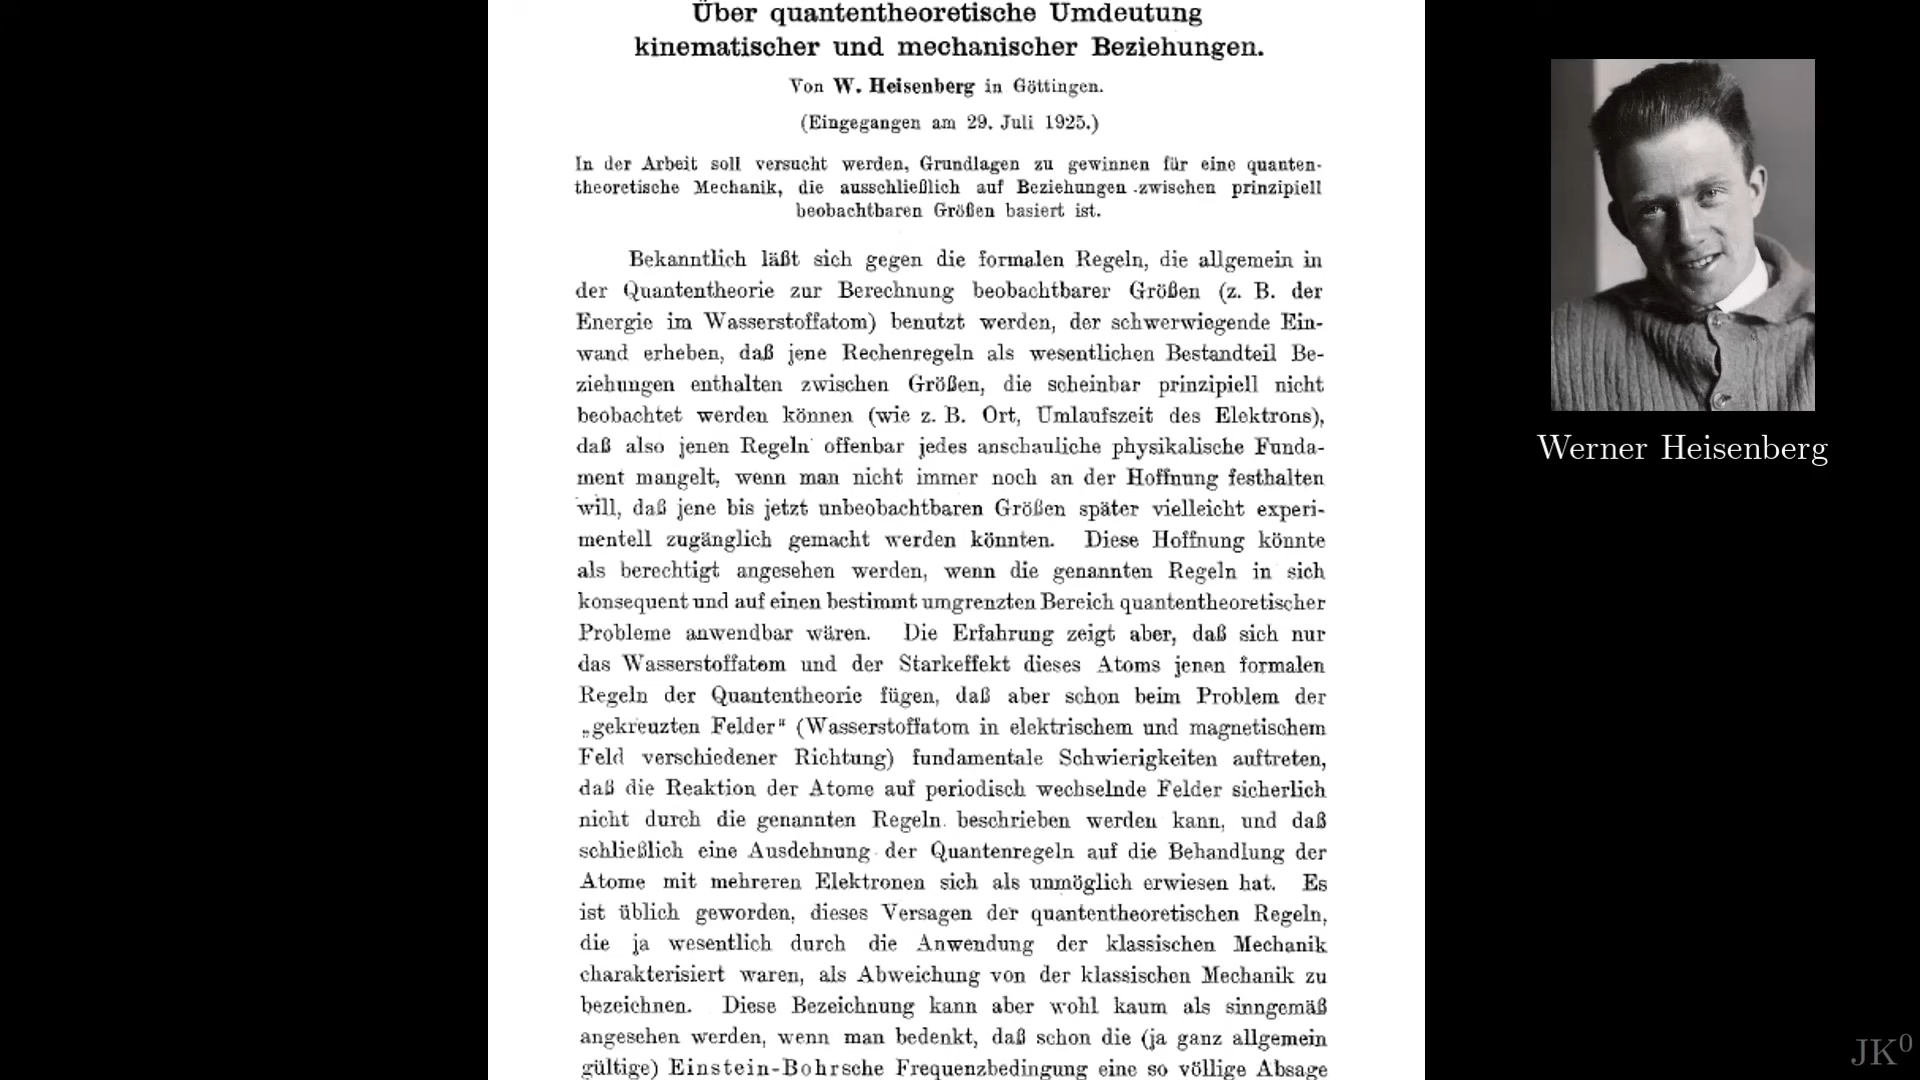 Über quantentheoretische Umdeutung
kinematischer und mechanischer Beziehungen.
Von W. Heisenberg in Göttingen.
(Eingegangen am 29. Juli 1925.)
In der Arbeit soll versucht werden, Grundlagen zu gewinnen für eine quanten-
theoretische Mechanik, die ausschließlich auf Beziehungen zwischen prinzipiell
beobachtbaren Größen basiert ist.
Bekanntlich läßt sich gegen die formalen Regeln, die allgemein in
der Quantentheorie zur Berechnung beobachtbarer Größen (z. B. der
Energie im Wasserstoffatom) benutzt werden, der schwerwiegende Ein-
wand erheben, daß jene Rechenregeln als wesentlichen Bestandteil Be-
ziehungen enthalten zwischen Größen, die scheinbar prinzipiell nicht
beobachtet werden können (wie z. B. Ort, Umlaufszeit des Elektrons),
daß also jenen Regeln offenbar jedes anschauliche physikalische Funda-
ment mangelt, wenn man nicht immer noch an der Hoffnung festhalten
will, daß jene bis jetzt unbeobachtbaren Größen später vielleicht experi-
mentell zugänglich gemacht werden könnten. Diese Hoffnung könnte
als berechtigt angesehen werden, wenn die genannten Regeln in sich
konsequent und auf einen bestimmt umgrenzten Bereich quantentheoretischer
Probleme anwendbar wären. Die Erfahrung zeigt aber, daß sich nur
das Wasserstoffatom und der Starkeffekt dieses Atoms jenen formalen
Regeln der Quantentheorie fügen, daß aber schon beim Problem der
„gekreuzten Felder“ (Wasserstoffatom in elektrischem und magnetischem
Feld verschiedener Richtung) fundamentale Schwierigkeiten auftreten,
daß die Reaktion der Atome auf periodisch wechselnde Felder sicherlich
nicht durch die genannten Regeln beschrieben werden kann, und daß
schließlich eine Ausdehnung der Quantenregeln auf die Behandlung der
Atome mit mehreren Elektronen sich als unmöglich erwiesen hat. Es
ist üblich geworden, dieses Versagen der quantentheoretischen Regeln,
die ja wesentlich durch die Anwendung der klassischen Mechanik
charakterisiert waren, als Abweichung von der klassischen Mechanik zu
bezeichnen. Diese Bezeichnung kann aber wohl kaum als sinngemäß
angesehen werden, wenn man bedenkt, daß schon die (ja ganz allgemein
gültige) Einstein-Bohrsche Frequenzbedingung eine so völlige Absage
Werner Heisenberg
JK⁰